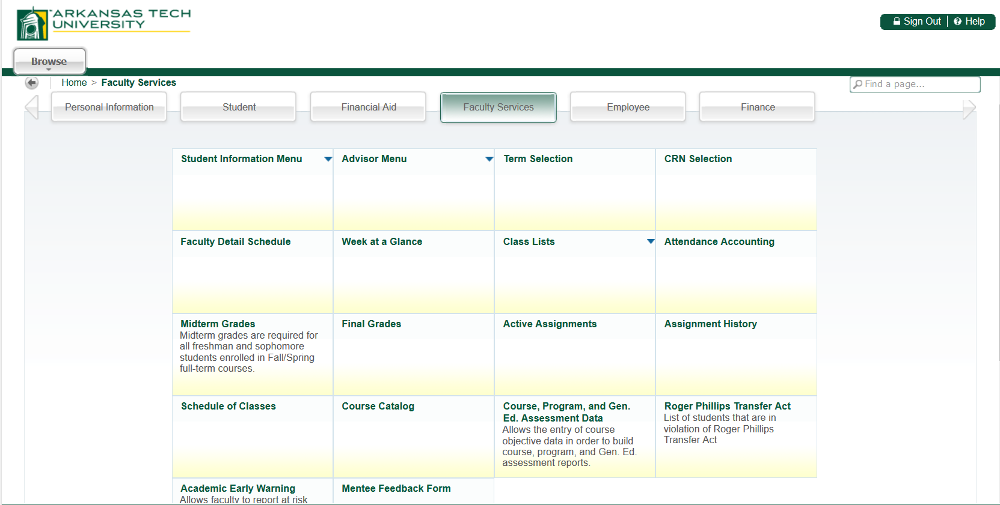 ARKANSAS TECH
UNIVERSITY
Sign Out | Help
Browse
Home > Faculty Services
Find a page...
Personal Information
Student
Financial Aid
Faculty Services
Employee
Finance
Student Information Menu
Advisor Menu
Term Selection
CRN Selection
Faculty Detail Schedule
Week at a Glance
Class Lists
Attendance Accounting
Midterm Grades
Midterm grades are required for
all freshman and sophomore
students enrolled in Fall/Spring
full-term courses.
Final Grades
Active Assignments
Assignment History
Schedule of Classes
Course Catalog
Course, Program, and Gen.
Ed. Assessment Data
Allows the entry of course
objective data in order to build
course, program, and Gen. Ed.
assessment reports.
Roger Phillips Transfer Act
List of students that are in
violation of Roger Phillips
Transfer Act
Academic Early Warning
Allows faculty to report at risk
Mentee Feedback Form